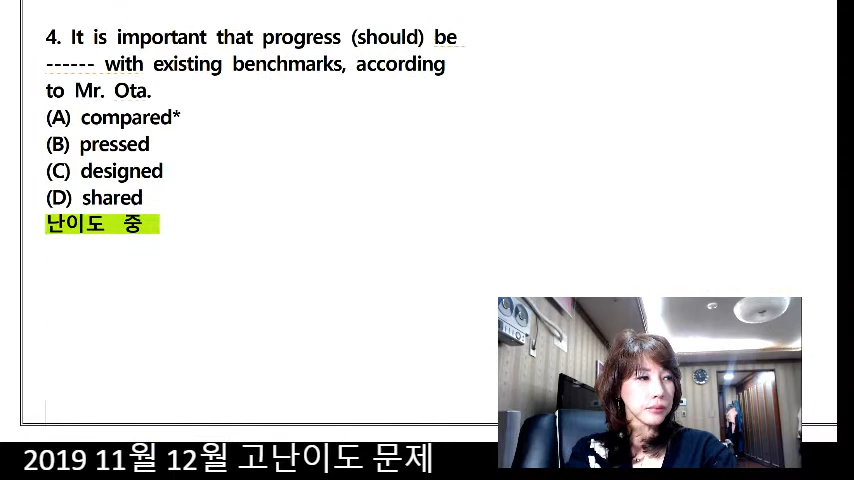 4. It is important that progress (should) be
------ with existing benchmarks, according
to Mr. Ota.
(A) compared*
(B) pressed
(C) designed
(D) shared
난이도 중
2019 11월 12월 고난이도 문제